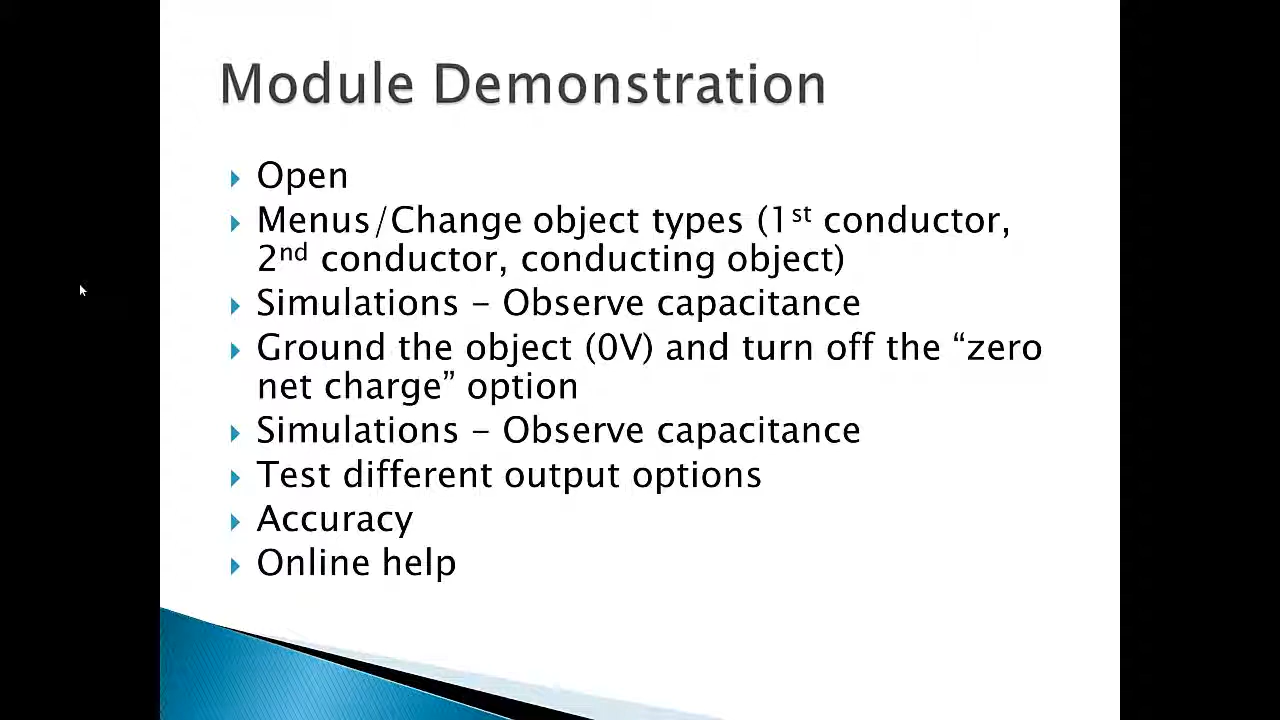 Module Demonstration
Open
Menus/Change object types (1st conductor,
2nd conductor, conducting object)
Simulations – Observe capacitance
Ground the object (0V) and turn off the “zero
net charge” option
Simulations – Observe capacitance
Test different output options
Accuracy
Online help